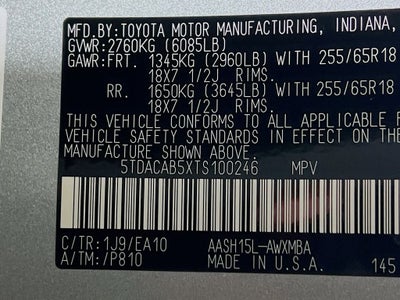 MFD.BY:TOYOTA MOTOR MANUFACTURING, INDIANA,
GVWR:2760KG (6085LB)
GAWR:FRT. 1345KG (2960LB) WITH 255/65R18
18X7 1/2J RIMS.
RR. 1650KG (3645LB) WITH 255/65R18
18X7 1/2J RIMS.
THIS VEHICLE CONFORMS TO ALL APPLICABLE
SAFETY STANDARDS IN EFFECT ON THE
MANUFACTURE SHOWN ABOVE.
5TDACAB5XTS100246 MPV
C/TR:1J9/EA10 AASH15L-AWXMBA
A/TM:/P810 MADE IN U.S.A. 145